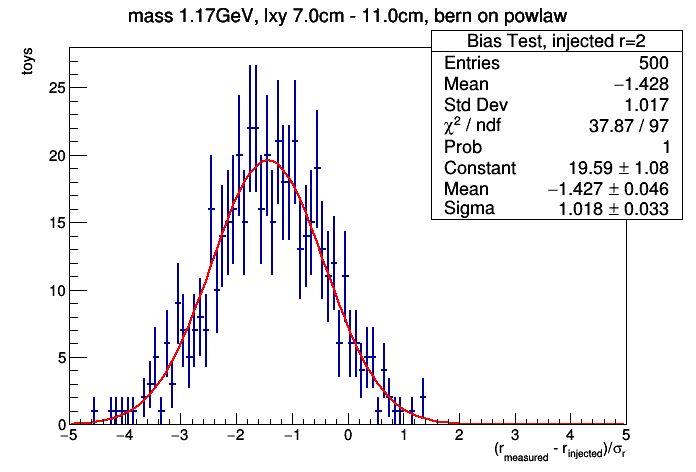 mass 1.17GeV, lxy 7.0cm - 11.0cm, bern on powlaw
Bias Test, injected r=2
Entries 500
Mean −1.428
Std Dev 1.017
χ² / ndf 37.87 / 97
Prob 1
Constant 19.59 ± 1.08
Mean −1.427 ± 0.046
Sigma 1.018 ± 0.033
toys
25
20
15
10
5
0
−5 −4 −3 −2 −1 0 1 2 3 4 5
(r_measured - r_injected)/σ_r